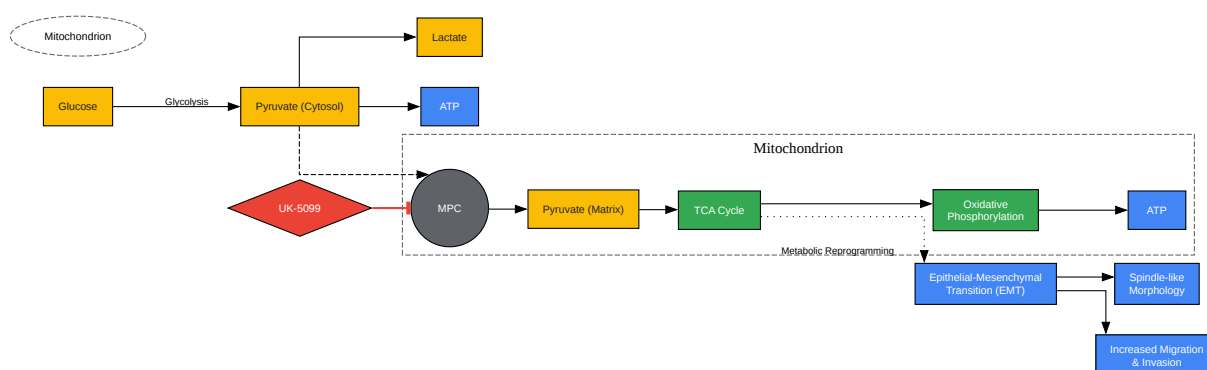 Mitochondrion
Lactate
Glucose
Glycolysis
Pyruvate (Cytosol)
ATP
Mitochondrion
UK-5099
MPC
Pyruvate (Matrix)
TCA Cycle
Oxidative
Phosphorylation
ATP
Metabolic Reprogramming
Epithelial-Mesenchymal
Transition (EMT)
Spindle-like
Morphology
Increased Migration
& Invasion